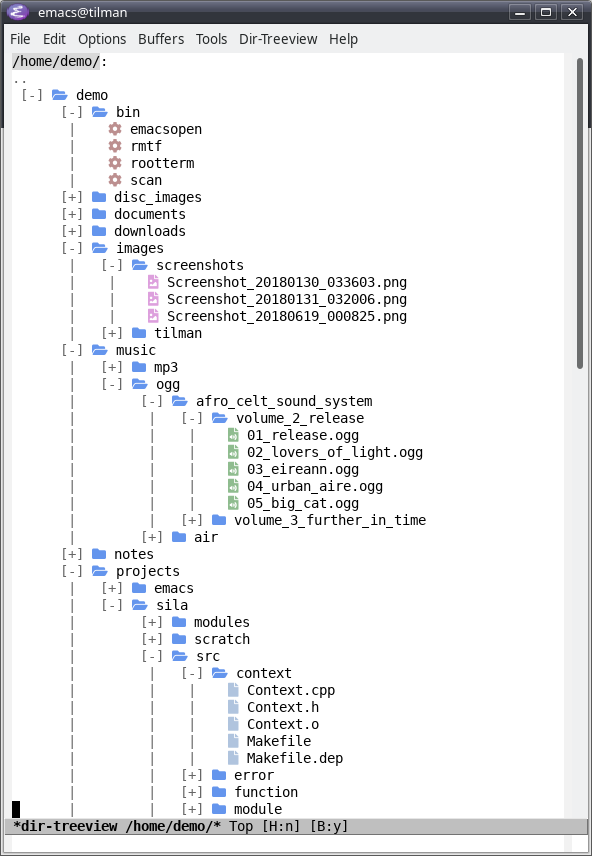 emacs@tilman
File Edit Options Buffers Tools Dir-Treeview Help
/home/demo/:
..
[-] demo
[-] bin
| emacsopen
| rmtf
| rootterm
| scan
[+] disc_images
[+] documents
[+] downloads
[-] images
| [-] screenshots
| | Screenshot_20180130_033603.png
| | Screenshot_20180131_032006.png
| | Screenshot_20180619_000825.png
| [+] tilman
[-] music
| [+] mp3
| [-] ogg
| [-] afro_celt_sound_system
| | [-] volume_2_release
| | | 01_release.ogg
| | | 02_lovers_of_light.ogg
| | | 03_eireann.ogg
| | | 04_urban_aire.ogg
| | | 05_big_cat.ogg
| | [+] volume_3_further_in_time
| [+] air
[+] notes
[-] projects
| [+] emacs
| [-] sila
| [+] modules
| [+] scratch
| [-] src
| | [-] context
| | | Context.cpp
| | | Context.h
| | | Context.o
| | | Makefile
| | | Makefile.dep
| | [+] error
| | [+] function
| | [+] module
*dir-treeview /home/demo/* Top [H:n] [B:y]